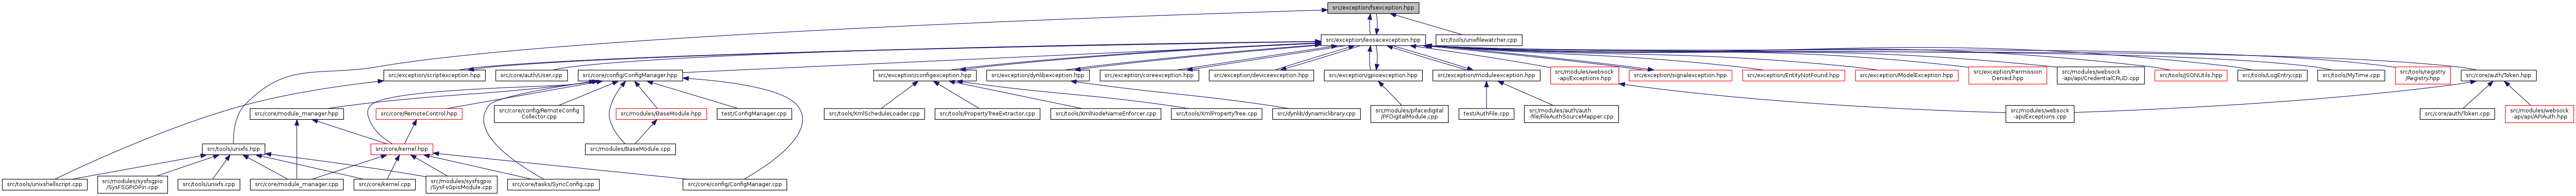 src/exception/fsexception.hpp
src/exception/leosacexception.hpp
src/tools/unixfilewatcher.cpp
src/exception/scriptexception.hpp
src/core/auth/User.cpp
src/core/config/ConfigManager.hpp
src/exception/configexception.hpp
src/exception/dynlibexception.hpp
src/exception/coreexception.hpp
src/exception/deviceexception.hpp
src/exception/gpioexception.hpp
src/exception/moduleexception.hpp
src/modules/websock
-api/Exceptions.hpp
src/exception/signalexception.hpp
src/exception/EntityNotFound.hpp
src/exception/ModelException.hpp
src/exception/Permission
Denied.hpp
src/modules/websock
-api/api/CredentialCRUD.cpp
src/tools/JSONUtils.hpp
src/tools/LogEntry.cpp
src/tools/MyTime.cpp
src/tools/registry
/Registry.hpp
src/core/auth/Token.hpp
src/core/module_manager.hpp
src/core/RemoteControl.hpp
src/core/config/RemoteConfig
Collector.cpp
src/modules/BaseModule.hpp
test/ConfigManager.cpp
src/tools/XmlScheduleLoader.cpp
src/tools/PropertyTreeExtractor.cpp
src/tools/XmlNodeNameEnforcer.cpp
src/tools/XmlPropertyTree.cpp
src/dynlib/dynamiclibrary.cpp
src/modules/pifacedigital
/PFDigitalModule.cpp
test/AuthFile.cpp
src/modules/auth/auth
-file/FileAuthSourceMapper.cpp
src/modules/websock
-api/Exceptions.cpp
src/core/auth/Token.cpp
src/modules/websock
-api/api/APIAuth.hpp
src/tools/unixfs.hpp
src/core/kernel.hpp
src/modules/BaseModule.cpp
src/tools/unixshellscript.cpp
src/modules/sysfsgpio
/SysFSGPIOPin.cpp
src/tools/unixfs.cpp
src/core/module_manager.cpp
src/core/kernel.cpp
src/modules/sysfsgpio
/SysFsGpioModule.cpp
src/core/tasks/SyncConfig.cpp
src/core/config/ConfigManager.cpp